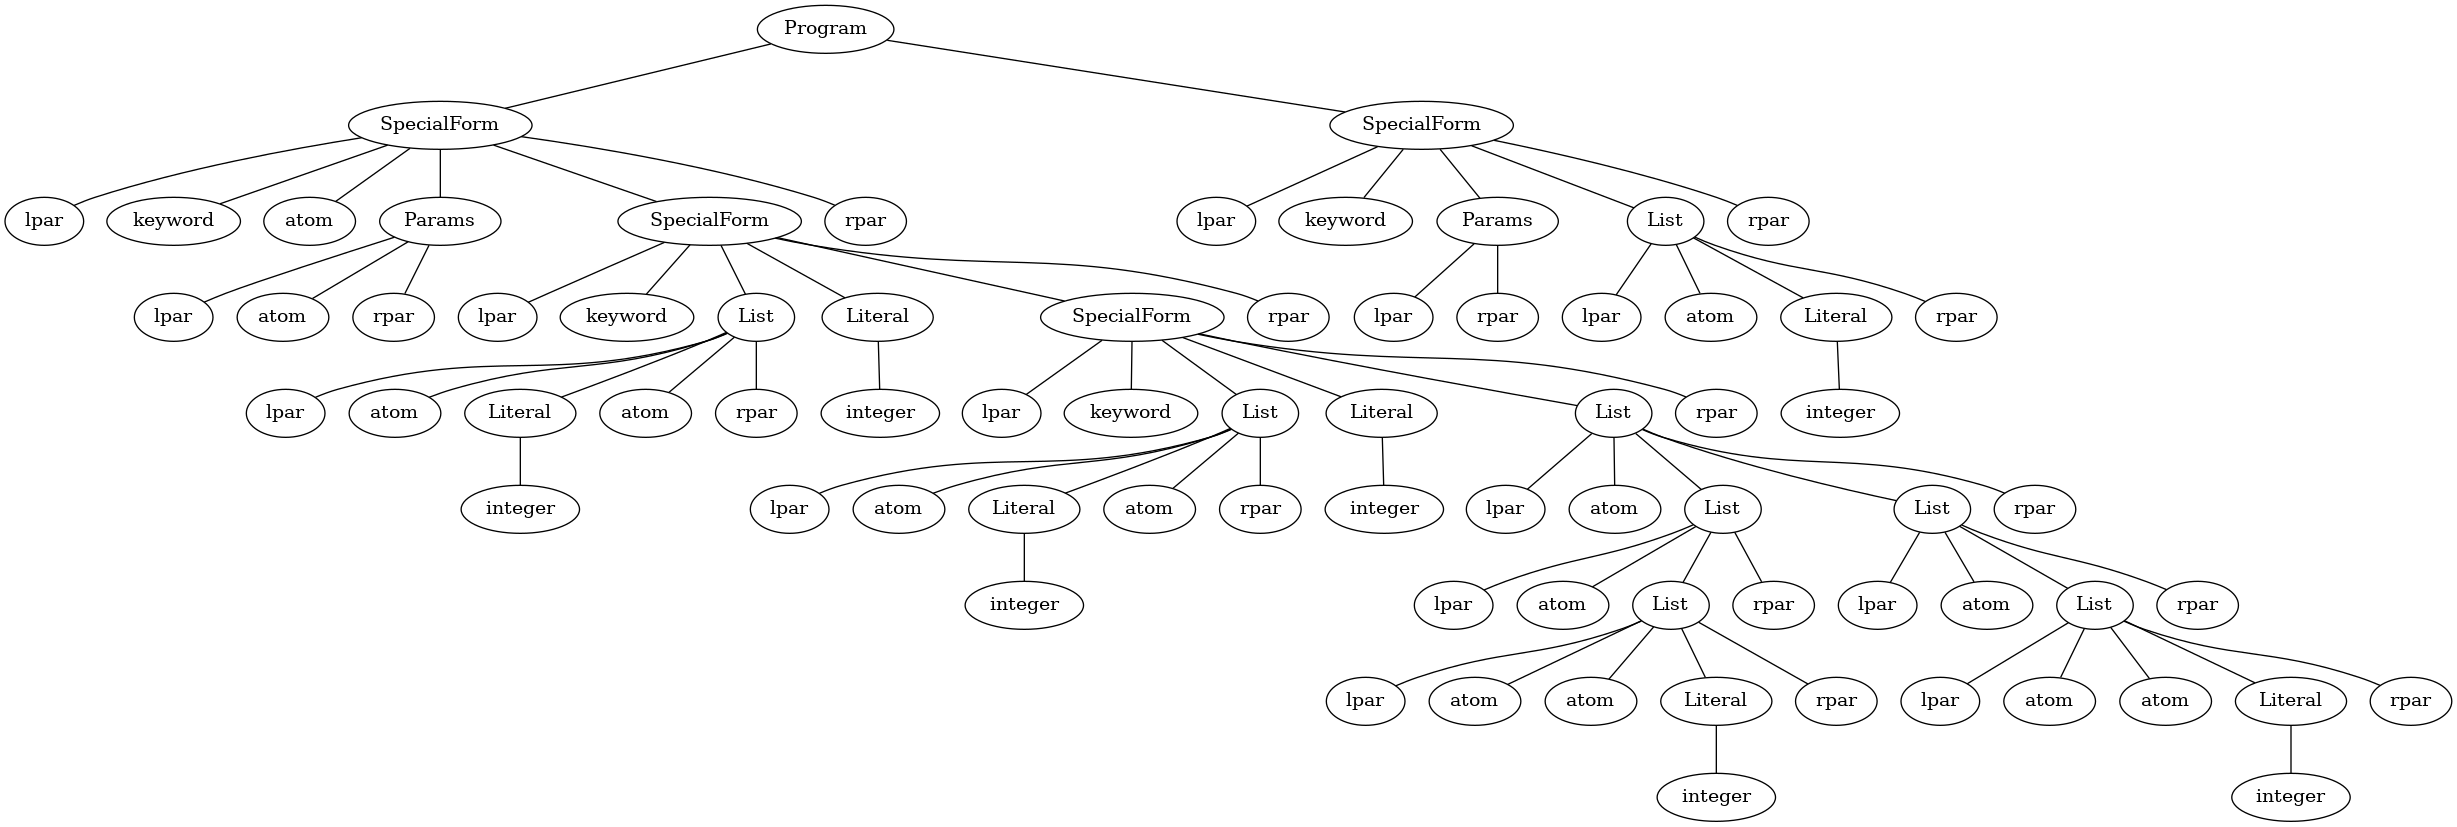 Program
SpecialForm SpecialForm
lpar keyword atom Params SpecialForm rpar lpar keyword Params List rpar
lpar atom rpar lpar keyword List Literal SpecialForm rpar lpar rpar lpar atom Literal rpar
lpar atom Literal atom rpar integer lpar keyword List Literal List rpar integer
integer lpar atom Literal atom rpar integer lpar atom List List rpar
integer lpar atom List rpar lpar atom List rpar
lpar atom atom Literal rpar lpar atom atom Literal rpar
integer integer